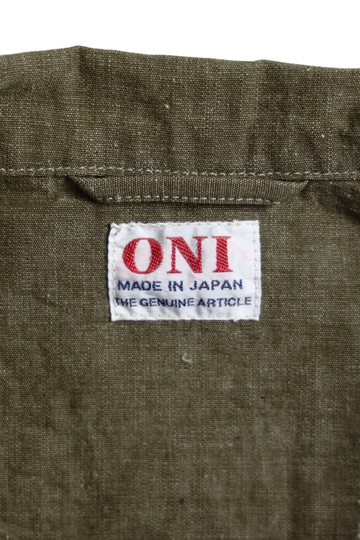 ONI
MADE IN JAPAN
THE GENUINE ARTICLE